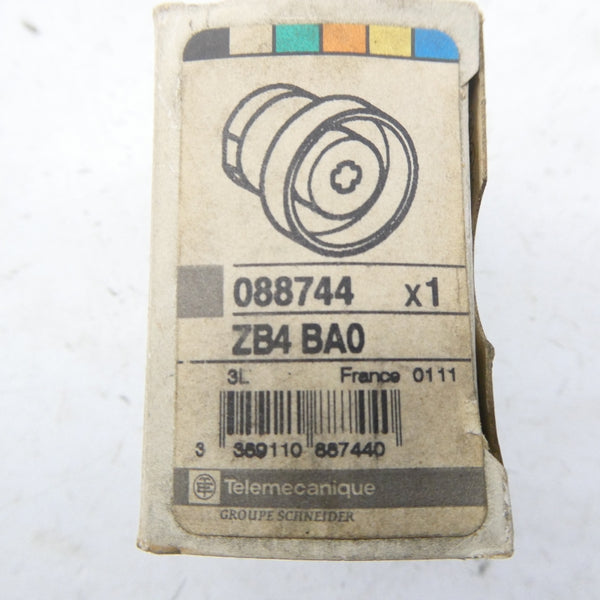 088744 x1
ZB4 BA0
3L France 0111
3 389110 887440
Telemecanique
GROUPE SCHNEIDER